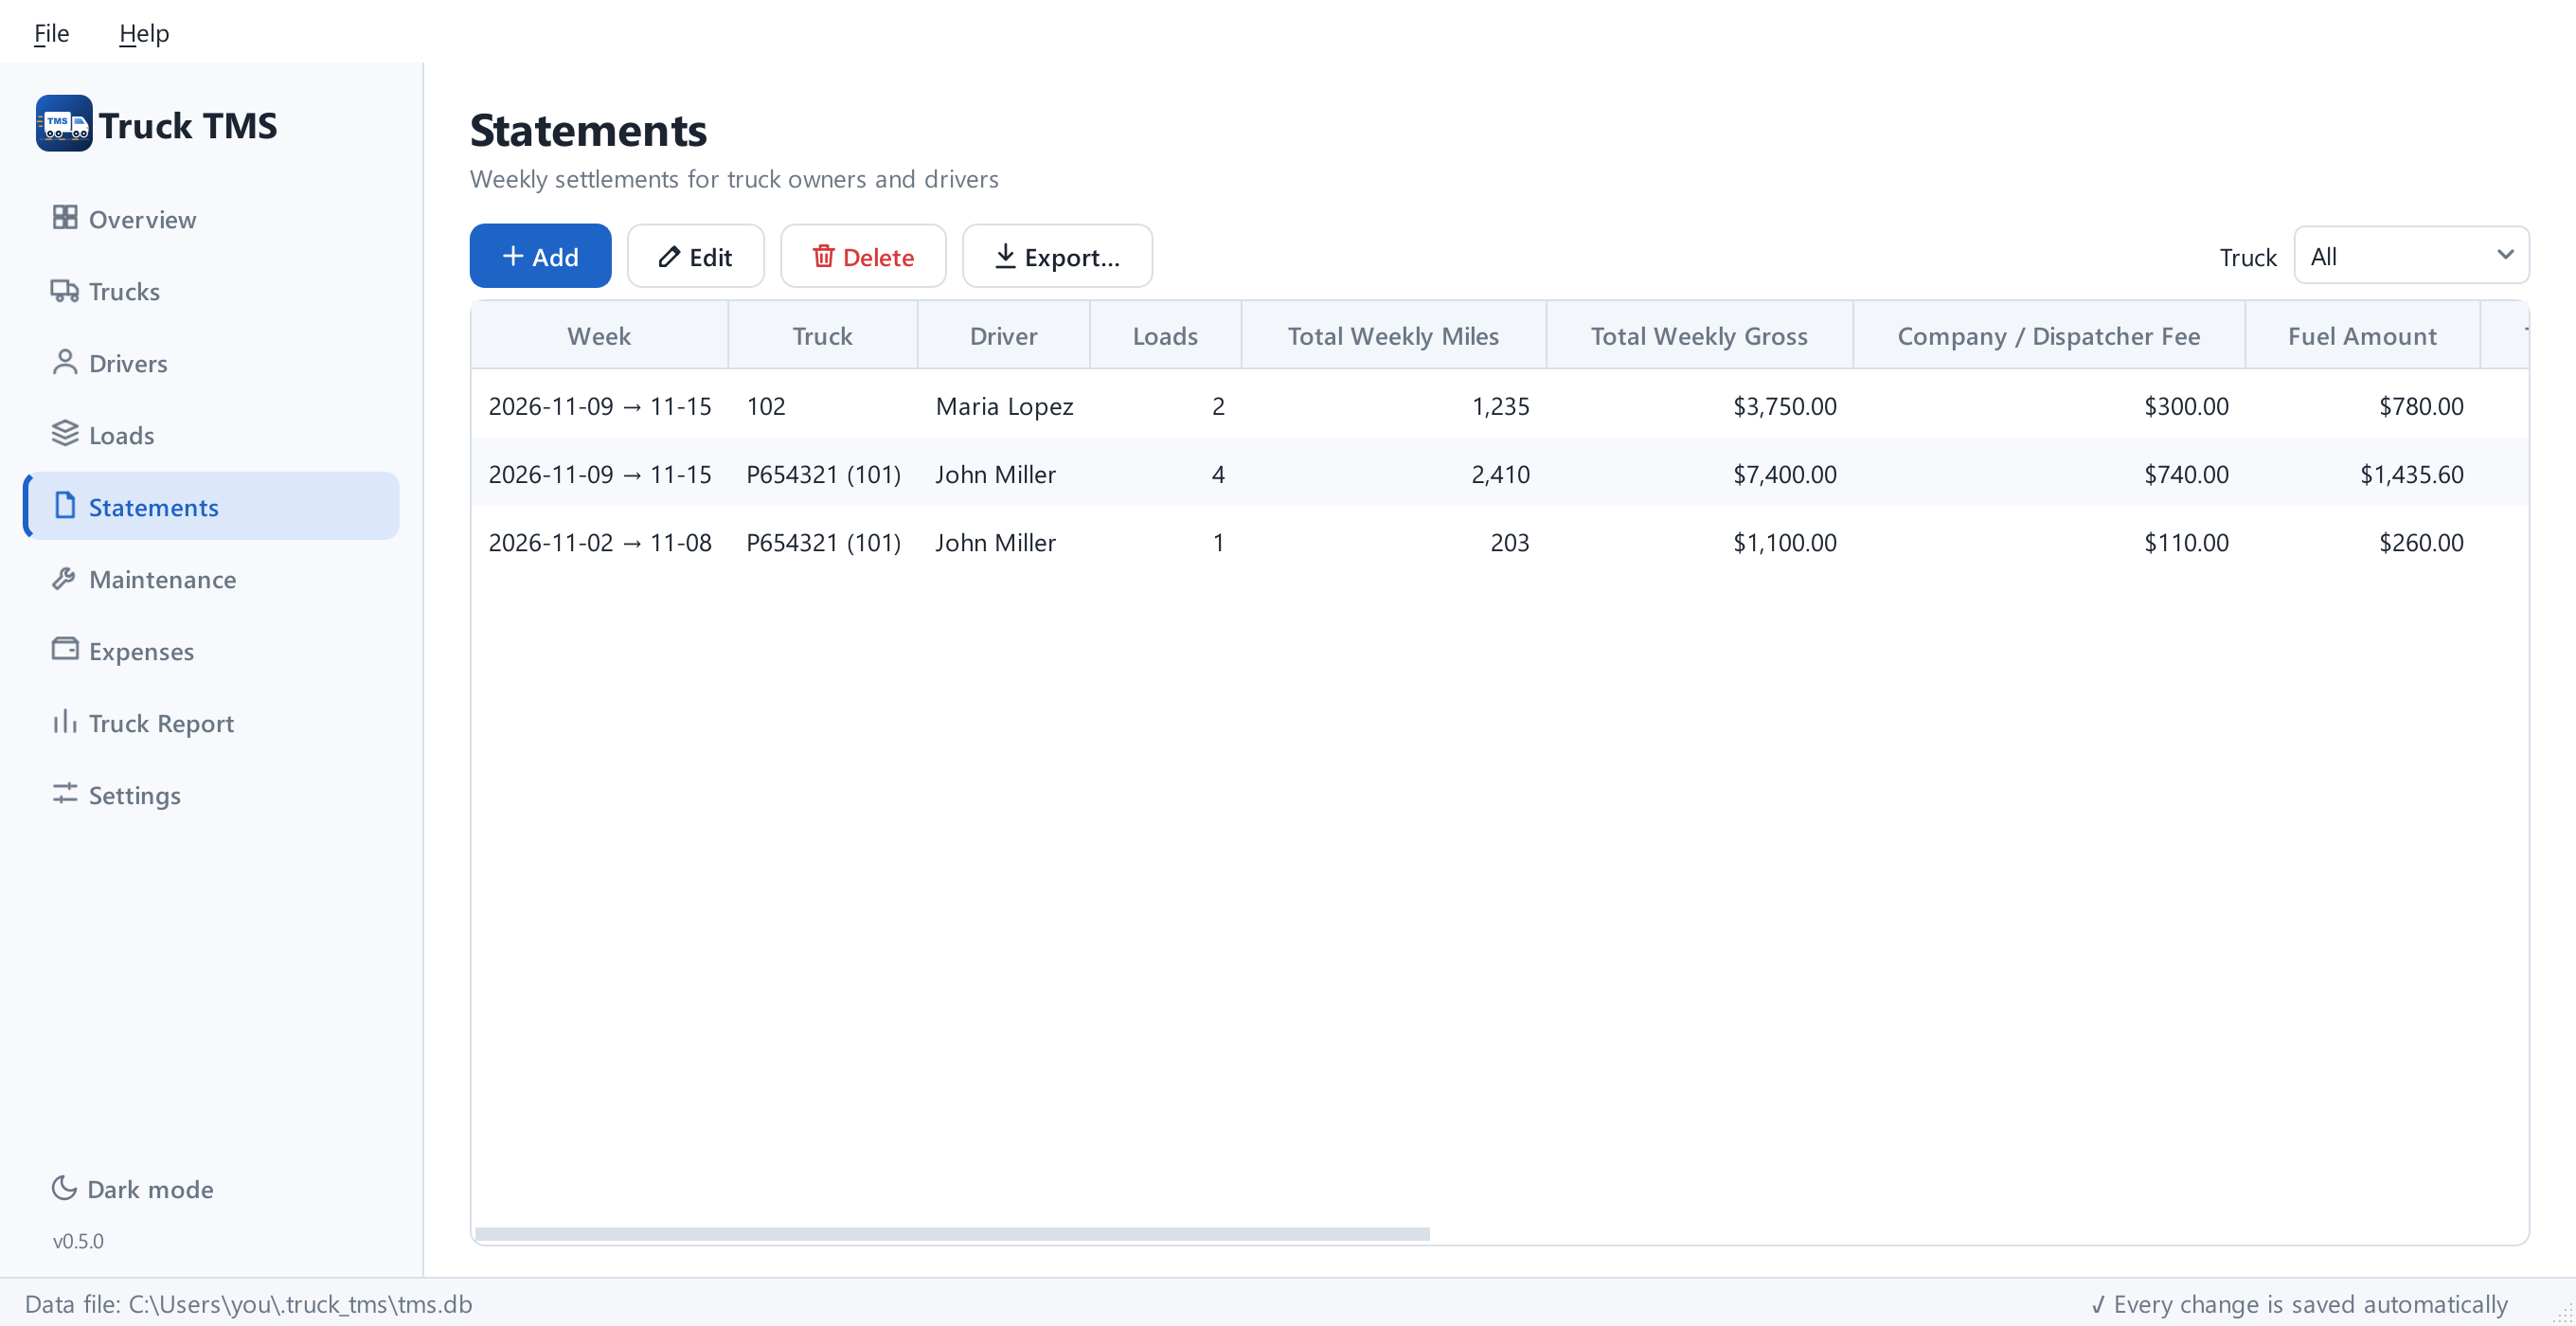 File Help
TMS
Truck TMS
Overview
Trucks
Drivers
Loads
Statements
Maintenance
Expenses
Truck Report
Settings
Dark mode
v0.5.0
Statements
Weekly settlements for truck owners and drivers
Add Edit Delete Export... Truck All
Week Truck Driver Loads Total Weekly Miles Total Weekly Gross Company / Dispatcher Fee Fuel Amount
2026-11-09 → 11-15 102 Maria Lopez 2 1,235 $3,750.00 $300.00 $780.00
2026-11-09 → 11-15 P654321 (101) John Miller 4 2,410 $7,400.00 $740.00 $1,435.60
2026-11-02 → 11-08 P654321 (101) John Miller 1 203 $1,100.00 $110.00 $260.00
Data file: C:\Users\you\.truck_tms\tms.db ✓ Every change is saved automatically